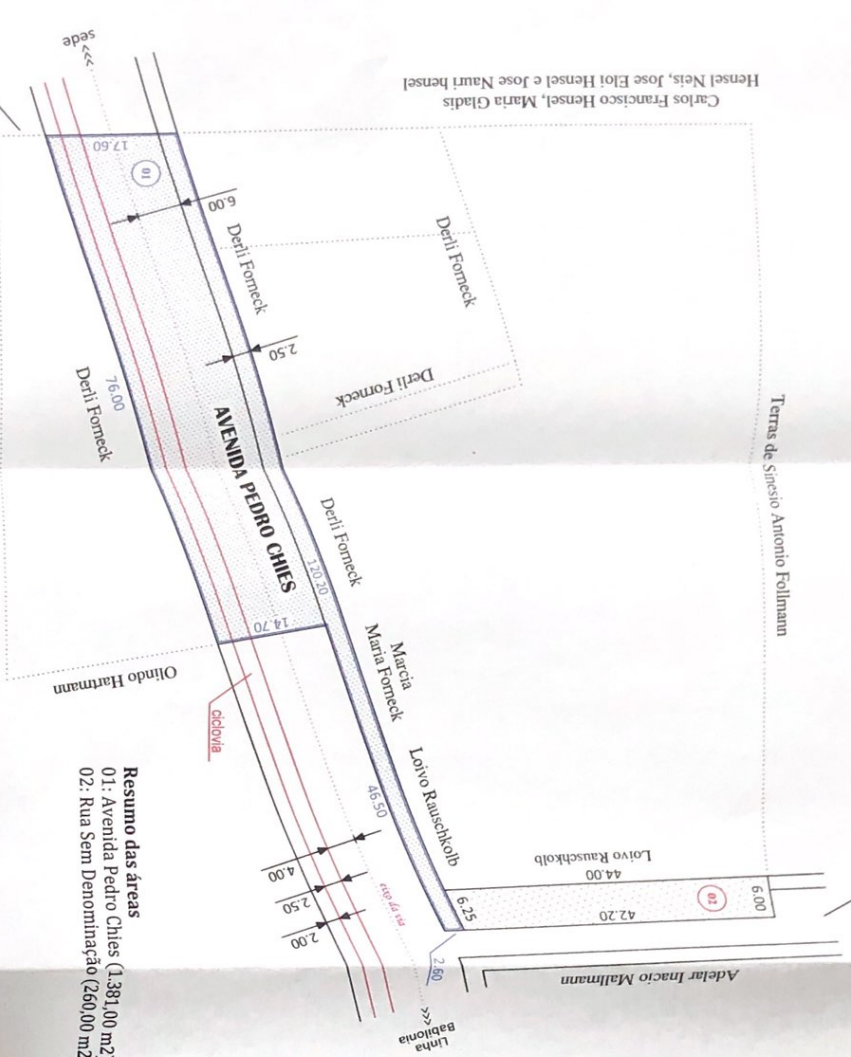 <<< sede
Carlos Francisco Hensel, Maria Gladis
Hensel Neis, Jose Eloi Hensel e Jose Nauri hensel
17.60
01
6.00
Derli Forneck
Derli Forneck
2.50
Derli Forneck
Terras de Sinesio Antonio Follmann
76.00
Derli Forneck
AVENIDA PEDRO CHIES
Derli Forneck
120.20
14.70
Marcia
Maria Forneck
Olindo Hartmann
ciclovia
Loivo Rauschkolb
46.50
Loivo Rauschkolb
44.00
6.00
02
42.20
6.25
4.00
2.50
2.00
eixo da via
2.60
Adelar Inacio Mallmann
Linha
Babilonia
>>>
Resumo das áreas
01: Avenida Pedro Chies (1.381,00 m2
02: Rua Sem Denominação (260,00 m2